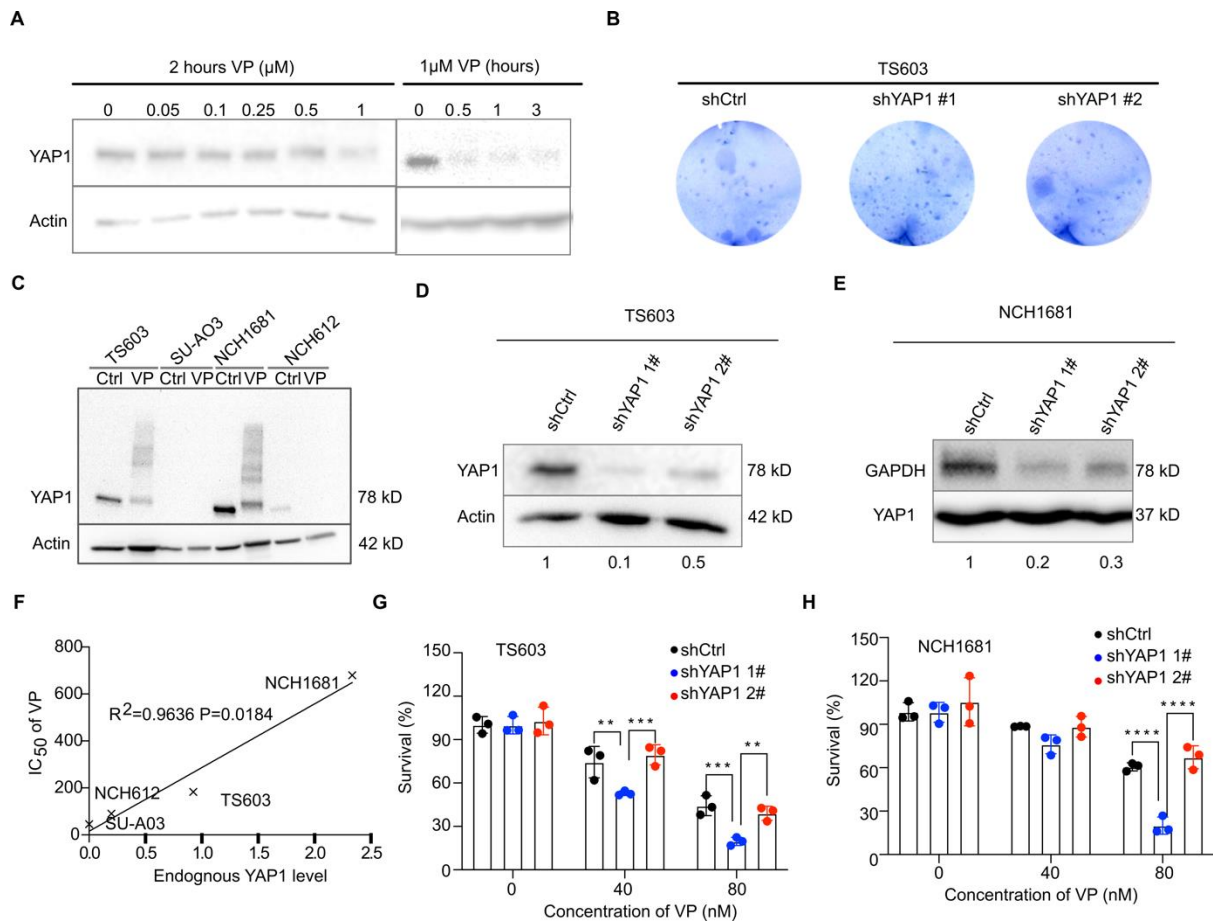 A
2 hours VP (µM)
1µM VP (hours)
0 0.05 0.1 0.25 0.5 1
0 0.5 1 3
YAP1
Actin
B
TS603
shCtrl shYAP1 #1 shYAP1 #2
C
TS603 SU-AO3 NCH1681 NCH612
Ctrl VP Ctrl VP Ctrl VP Ctrl VP
YAP1 78 kD
Actin 42 kD
D
TS603
shCtrl shYAP1 1# shYAP1 2#
YAP1 78 kD
Actin 42 kD
1 0.1 0.5
E
NCH1681
shCtrl shYAP1 1# shYAP1 2#
GAPDH 78 kD
YAP1 37 kD
1 0.2 0.3
F
800
600
400
200
0
IC50 of VP
NCH1681
R2=0.9636 P=0.0184
NCH612
TS603
SU-A03
0.0 0.5 1.0 1.5 2.0 2.5
Endognous YAP1 level
G
TS603
shCtrl
shYAP1 1#
shYAP1 2#
150
120
90
60
30
0
Survival (%)
** ***
*** **
0 40 80
Concentration of VP (nM)
H
NCH1681
shCtrl
shYAP1 1#
shYAP1 2#
150
120
90
60
30
0
Survival (%)
**** ****
0 40 80
Concentration of VP (nM)